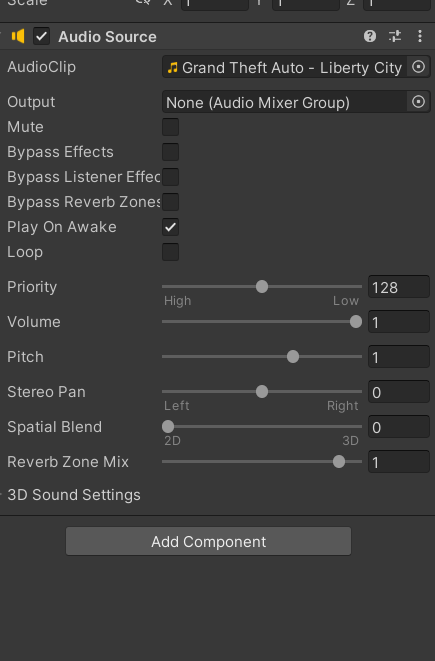 Scale X 1 Y 1 Z 1
Audio Source
AudioClip Grand Theft Auto - Liberty City
Output None (Audio Mixer Group)
Mute
Bypass Effects
Bypass Listener Effec
Bypass Reverb Zones
Play On Awake
Loop
Priority 128
High Low
Volume 1
Pitch 1
Stereo Pan 0
Left Right
Spatial Blend 0
2D 3D
Reverb Zone Mix 1
3D Sound Settings
Add Component